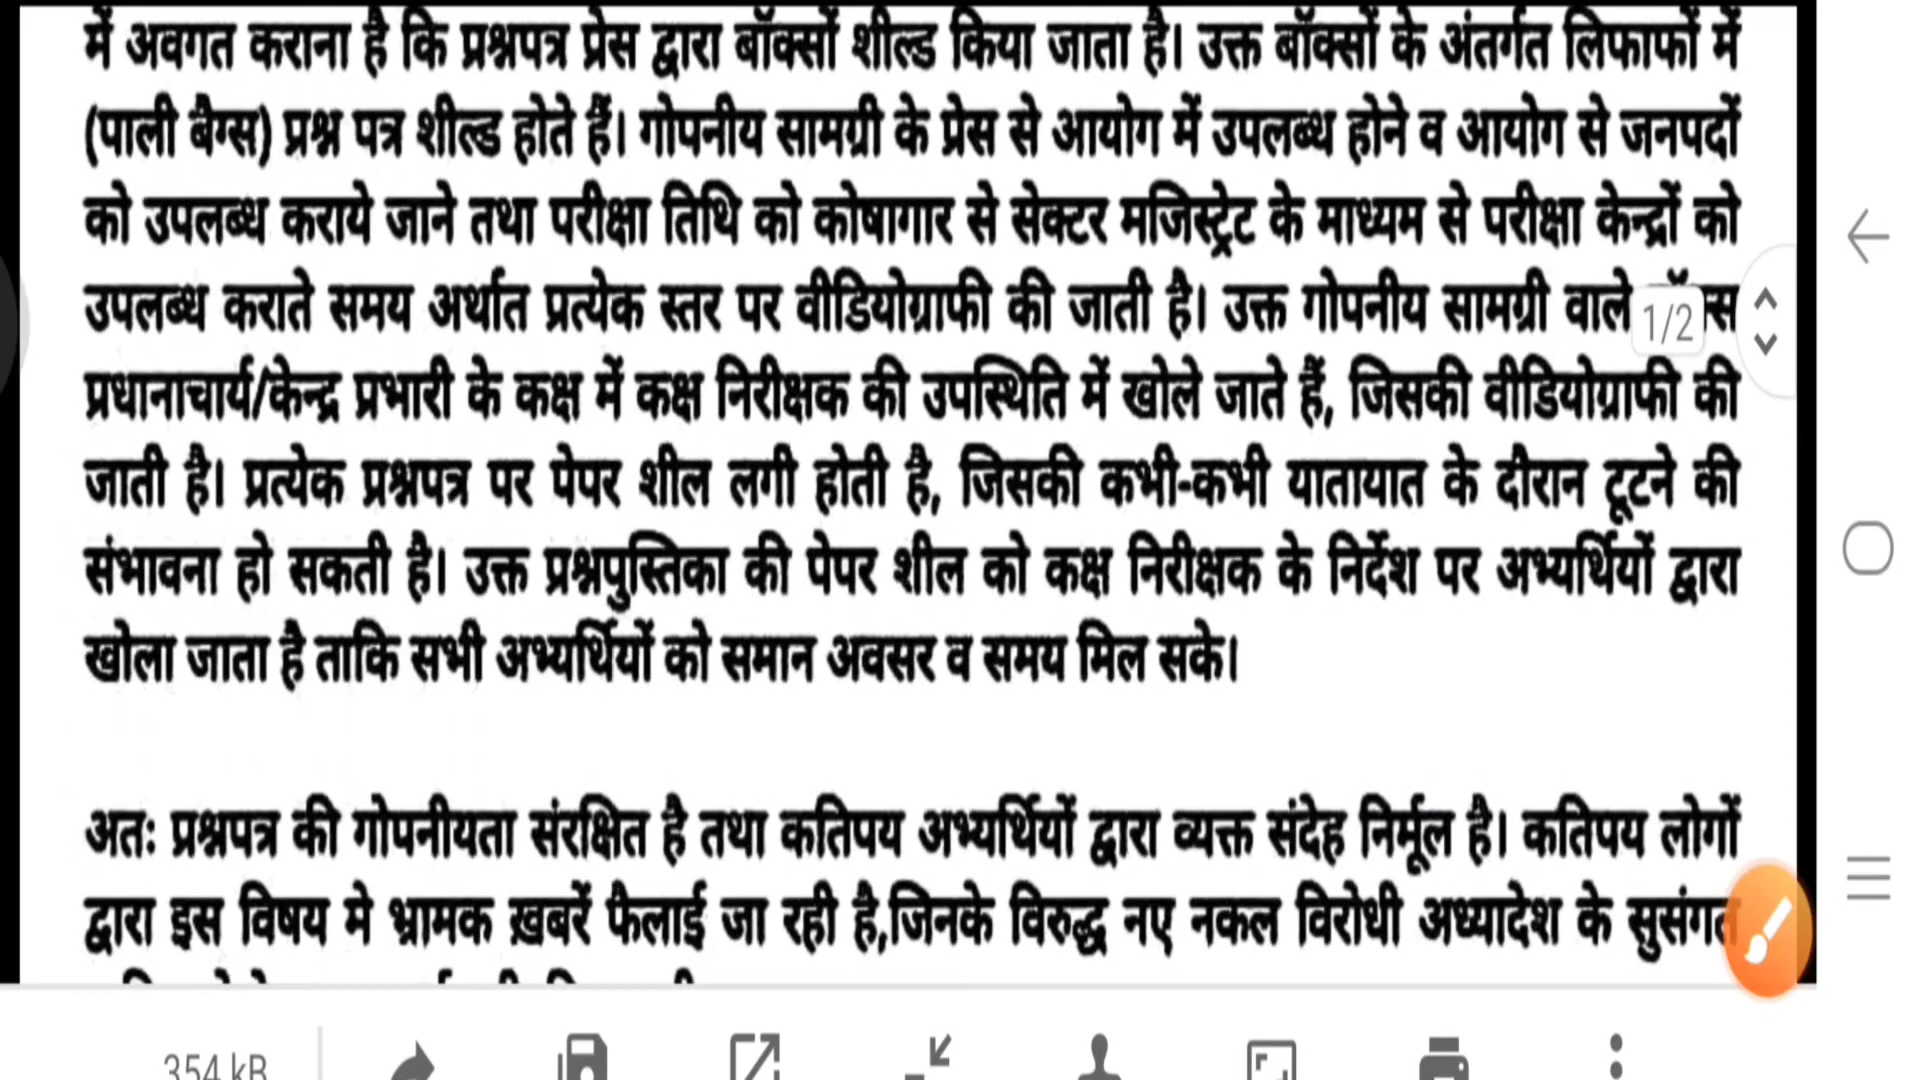 में अवगत कराना है कि प्रश्नपत्र प्रेस द्वारा बॉक्सों शील्ड किया जाता है। उक्त बॉक्सों के अंतर्गत लिफाफों में
(पाली बैग्स) प्रश्न पत्र शील्ड होते हैं। गोपनीय सामग्री के प्रेस से आयोग में उपलब्ध होने व आयोग से जनपदों
को उपलब्ध कराये जाने तथा परीक्षा तिथि को कोषागार से सेक्टर मजिस्ट्रेट के माध्यम से परीक्षा केन्द्रों को
उपलब्ध कराते समय अर्थात प्रत्येक स्तर पर वीडियोग्राफी की जाती है। उक्त गोपनीय सामग्री वाले
1/2
प्रधानाचार्य/केन्द्र प्रभारी के कक्ष में कक्ष निरीक्षक की उपस्थिति में खोले जाते हैं, जिसकी वीडियोग्राफी की
जाती है। प्रत्येक प्रश्नपत्र पर पेपर शील लगी होती है, जिसकी कभी-कभी यातायात के दौरान टूटने की
संभावना हो सकती है। उक्त प्रश्नपुस्तिका की पेपर शील को कक्ष निरीक्षक के निर्देश पर अभ्यर्थियों द्वारा
खोला जाता है ताकि सभी अभ्यर्थियों को समान अवसर व समय मिल सके।
अतः प्रश्नपत्र की गोपनीयता संरक्षित है तथा कतिपय अभ्यर्थियों द्वारा व्यक्त संदेह निर्मूल है। कतिपय लोगों
द्वारा इस विषय मे भ्रामक ख़बरें फैलाई जा रही है,जिनके विरुद्ध नए नकल विरोधी अध्यादेश के सुसंगत
354 kB